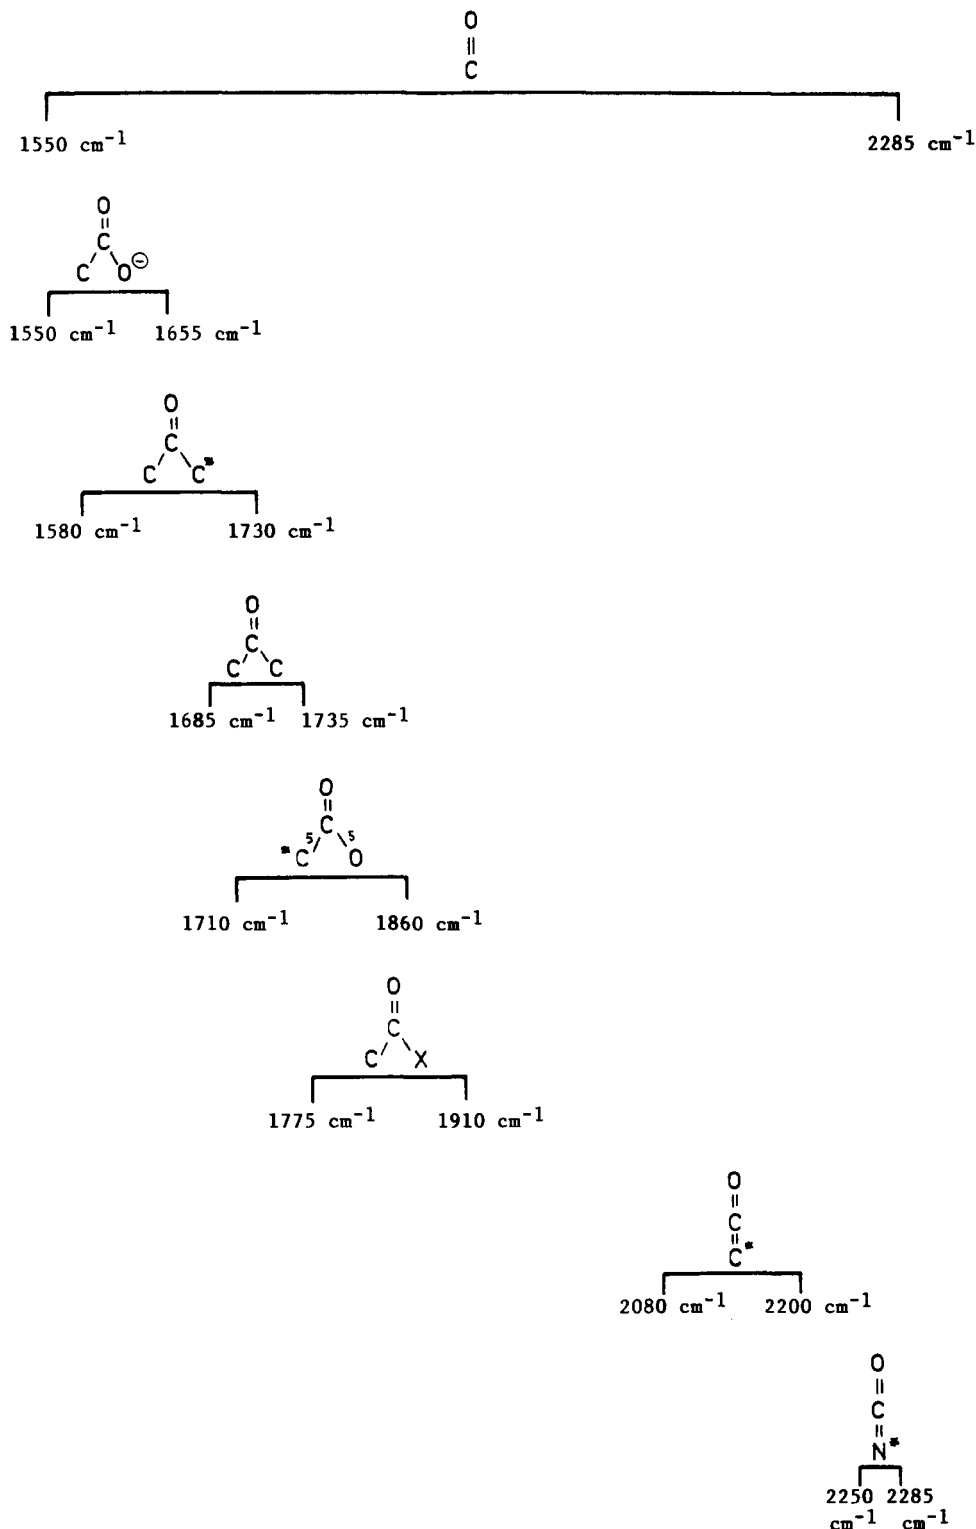 O
||
C
1550 cm⁻¹ 2285 cm⁻¹
O
||
C
C O⊖
1550 cm⁻¹ 1655 cm⁻¹
O
||
C
C C*
1580 cm⁻¹ 1730 cm⁻¹
O
||
C
C C
1685 cm⁻¹ 1735 cm⁻¹
O
||
C
5 5
*C O
1710 cm⁻¹ 1860 cm⁻¹
O
||
C
C X
1775 cm⁻¹ 1910 cm⁻¹
O
||
C
||
C*
2080 cm⁻¹ 2200 cm⁻¹
O
||
C
||
N*
2250 2285
cm⁻¹ cm⁻¹